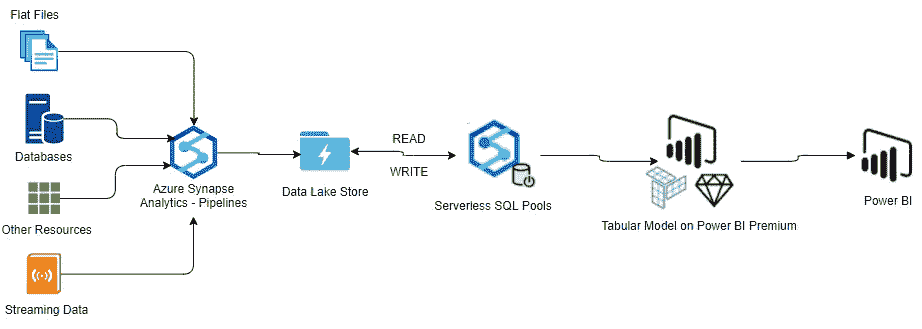 Flat Files
Databases
Other Resources
Streaming Data
Azure Synapse
Analytics - Pipelines
Data Lake Store
READ
WRITE
Serverless SQL Pools
Tabular Model on Power BI Premium
Power BI